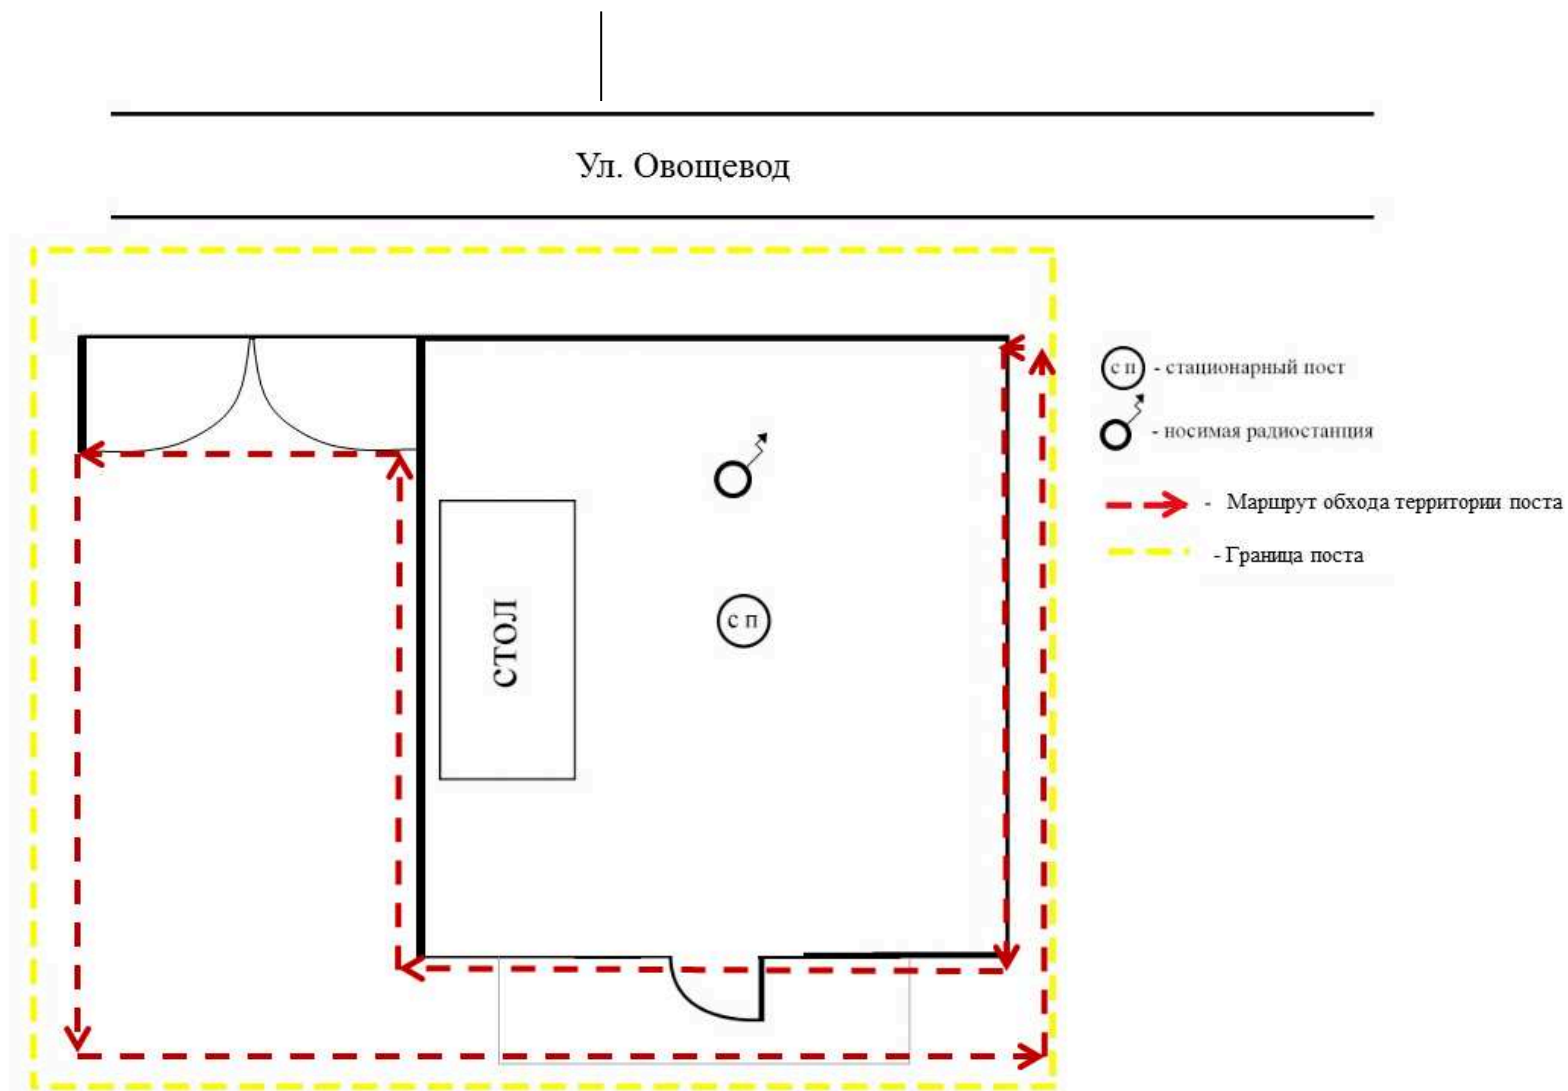 Ул. Овощевод
с п - стационарный пост
- носимая радиостанция
- Маршрут обхода территории поста
- Граница поста
СТОЛ
с п